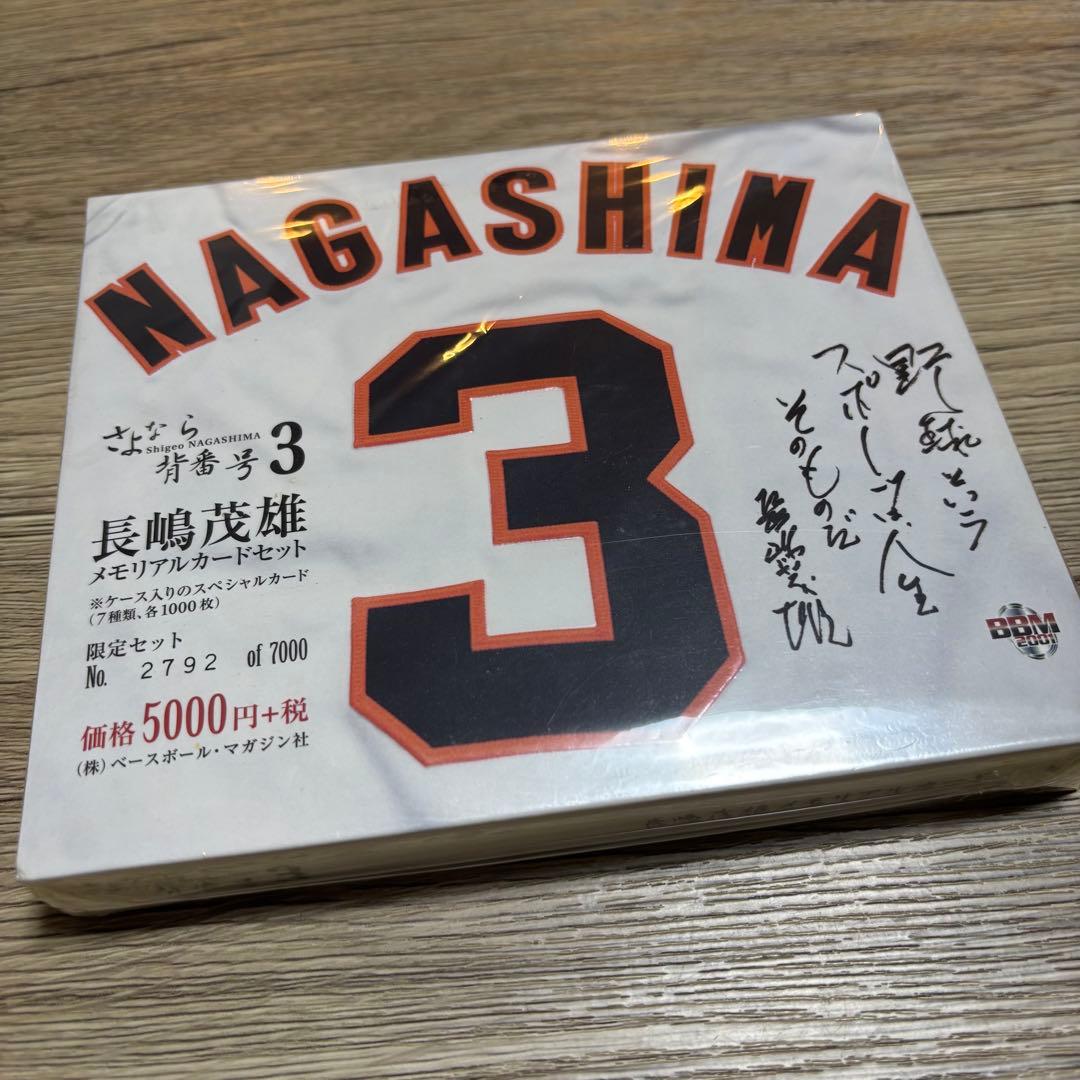 NAGASHIMA
3
さよなら
Shigeo NAGASHIMA
背番号3
長嶋茂雄
メモリアルカードセット
※ケース入りのスペシャルカード
(7種類、各1000枚)
限定セット
No. 2792 of 7000
価格5000円+税
(株)ベースボール・マガジン社
野球という
スポーツは人生
そのものだ
長嶋茂雄
BBM
2001